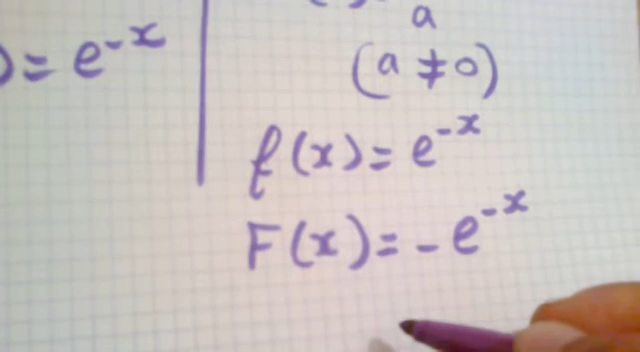 ) = e^{-x}
a
(a ≠ 0)
f(x) = e^{-x}
F(x) = - e^{-x}